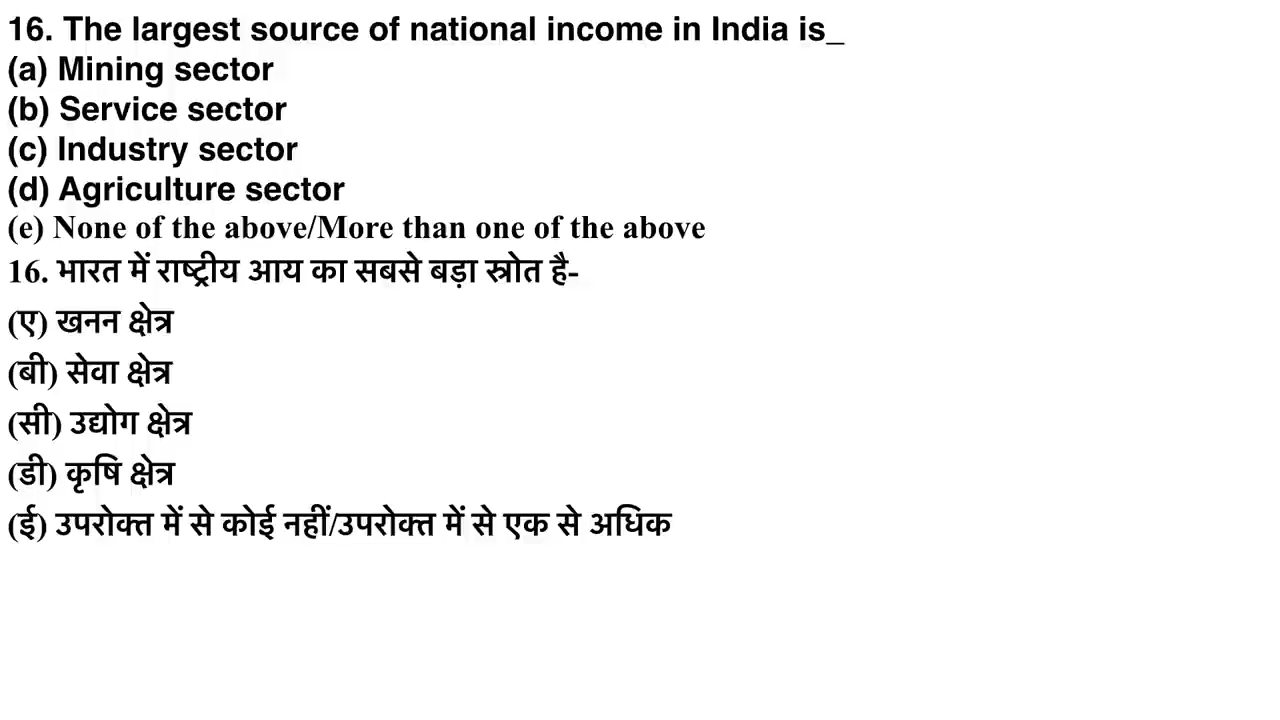 16. The largest source of national income in India is_
(a) Mining sector
(b) Service sector
(c) Industry sector
(d) Agriculture sector
(e) None of the above/More than one of the above
16. भारत में राष्ट्रीय आय का सबसे बड़ा स्रोत है-
(ए) खनन क्षेत्र
(बी) सेवा क्षेत्र
(सी) उद्योग क्षेत्र
(डी) कृषि क्षेत्र
(ई) उपरोक्त में से कोई नहीं/उपरोक्त में से एक से अधिक